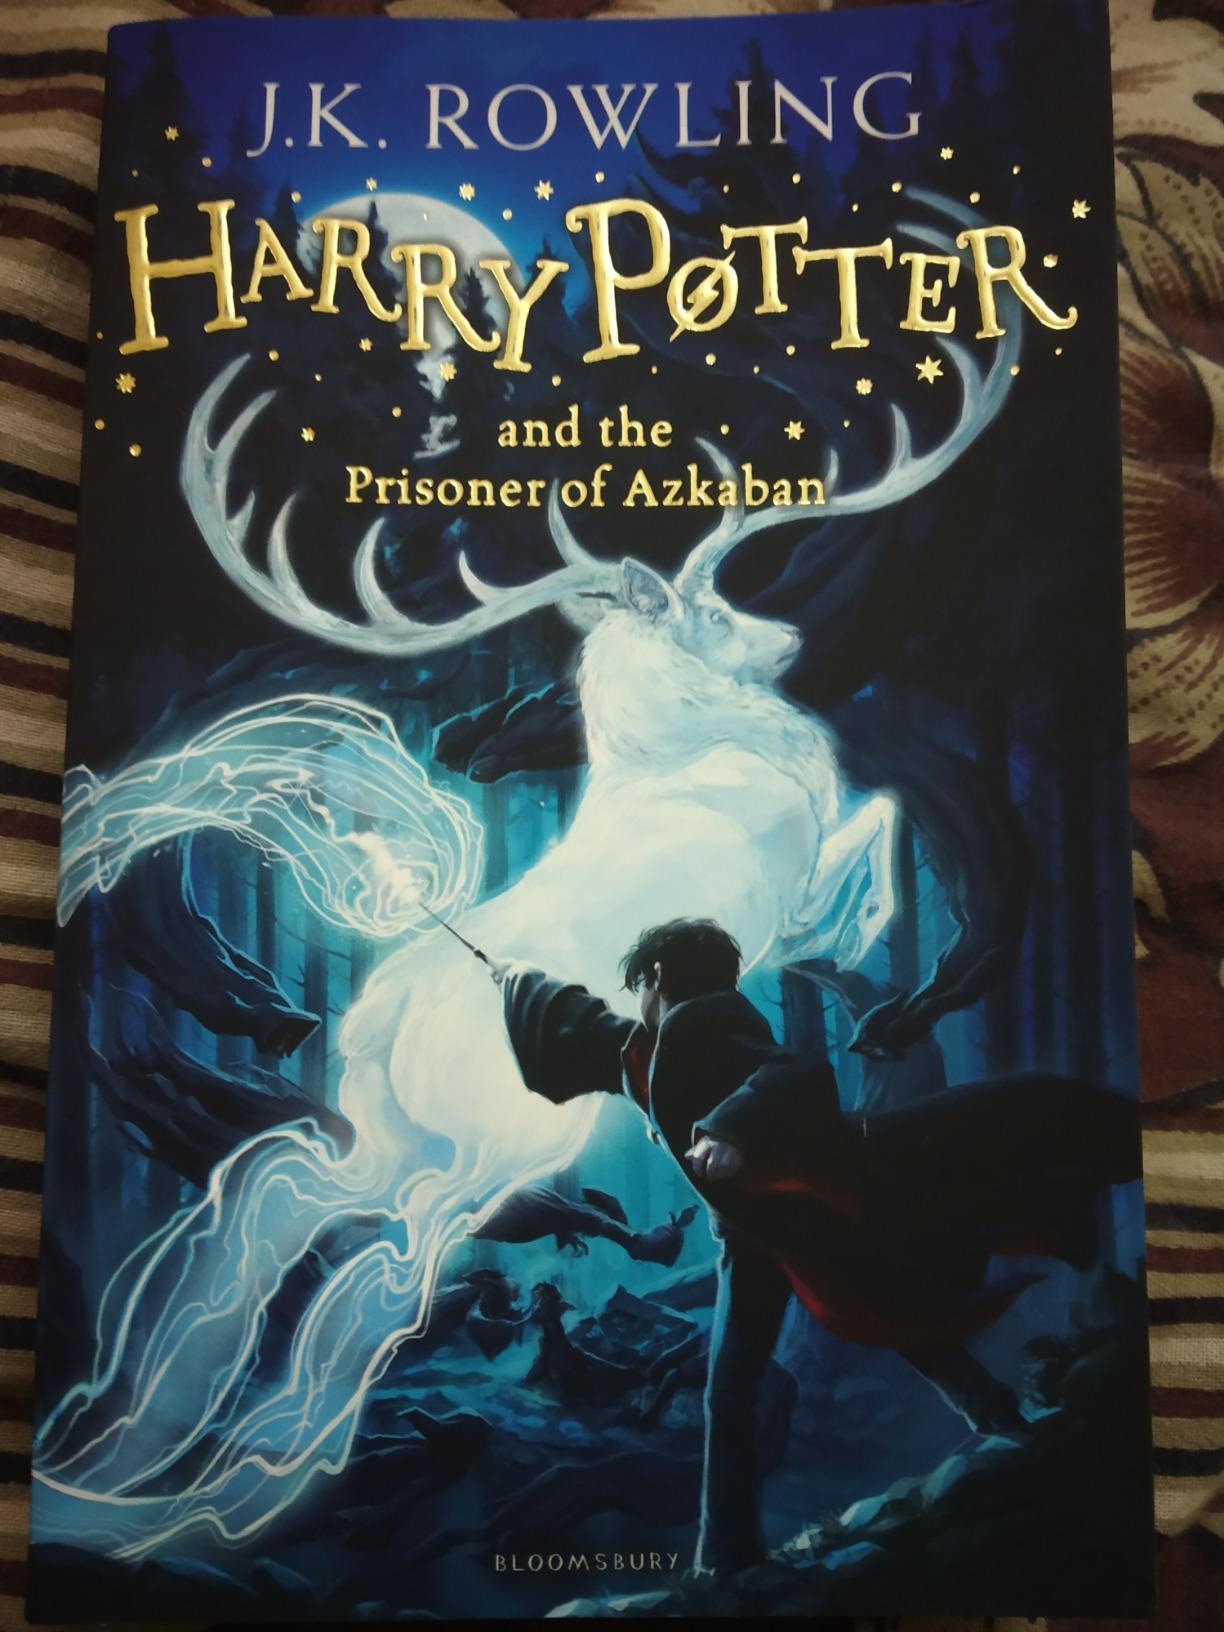 J.K. ROWLING
HARRY POTTER
and the
Prisoner of Azkaban
BLOOMSBURY